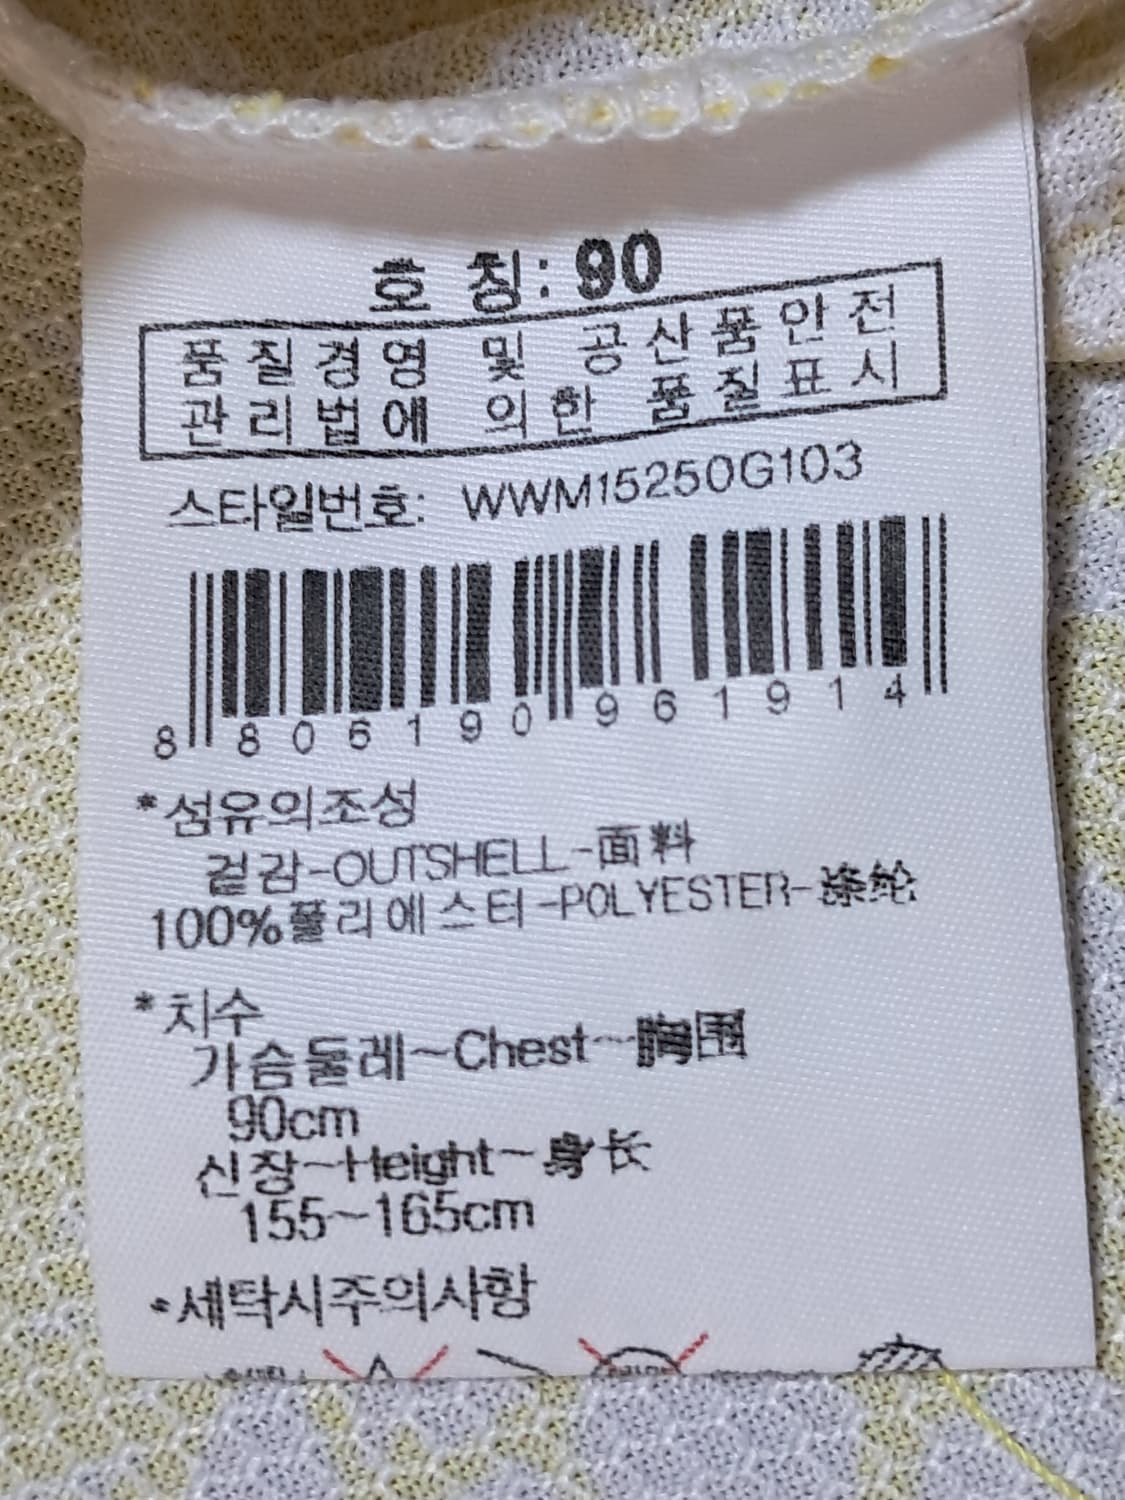 호 칭: 90
품질경영 및 공산품안전
관리법에 의한 품질표시
스타일번호: WWM15250G103
8 806190 961914
*섬유의조성
겉감-OUTSHELL-面料
100%폴리에스터-POLYESTER-涤纶
*치수
가슴둘레~Chest~胸围
90cm
신장~Height~身长
155~165cm
*세탁시주의사항